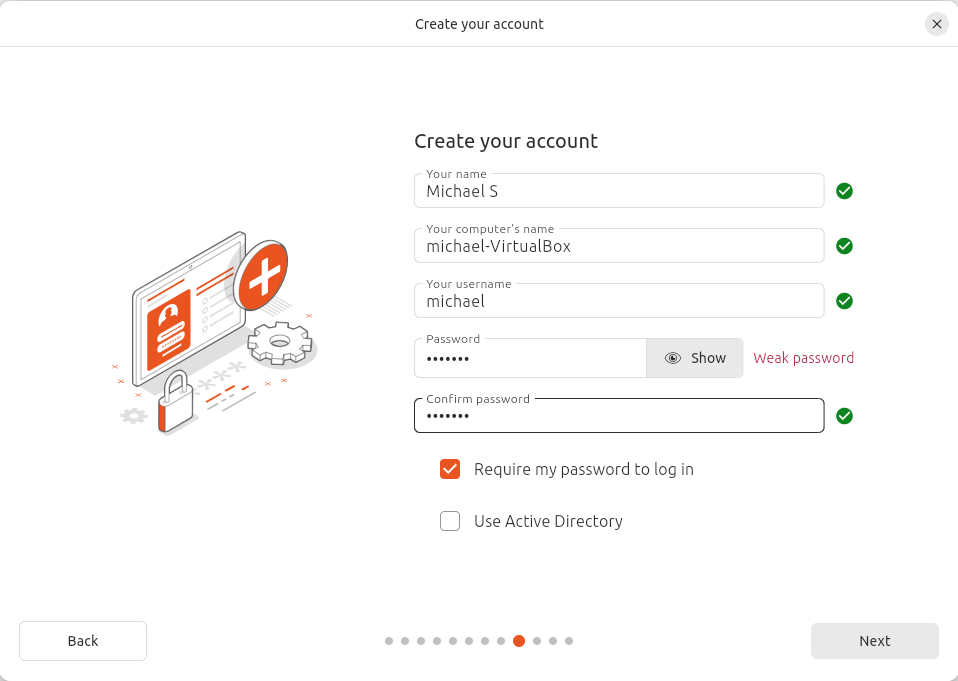 Create your account
Create your account
Your name
Michael S
Your computer's name
michael-VirtualBox
Your username
michael
Password
•••••••
Show
Weak password
Confirm password
•••••••
Require my password to log in
Use Active Directory
Back
Next